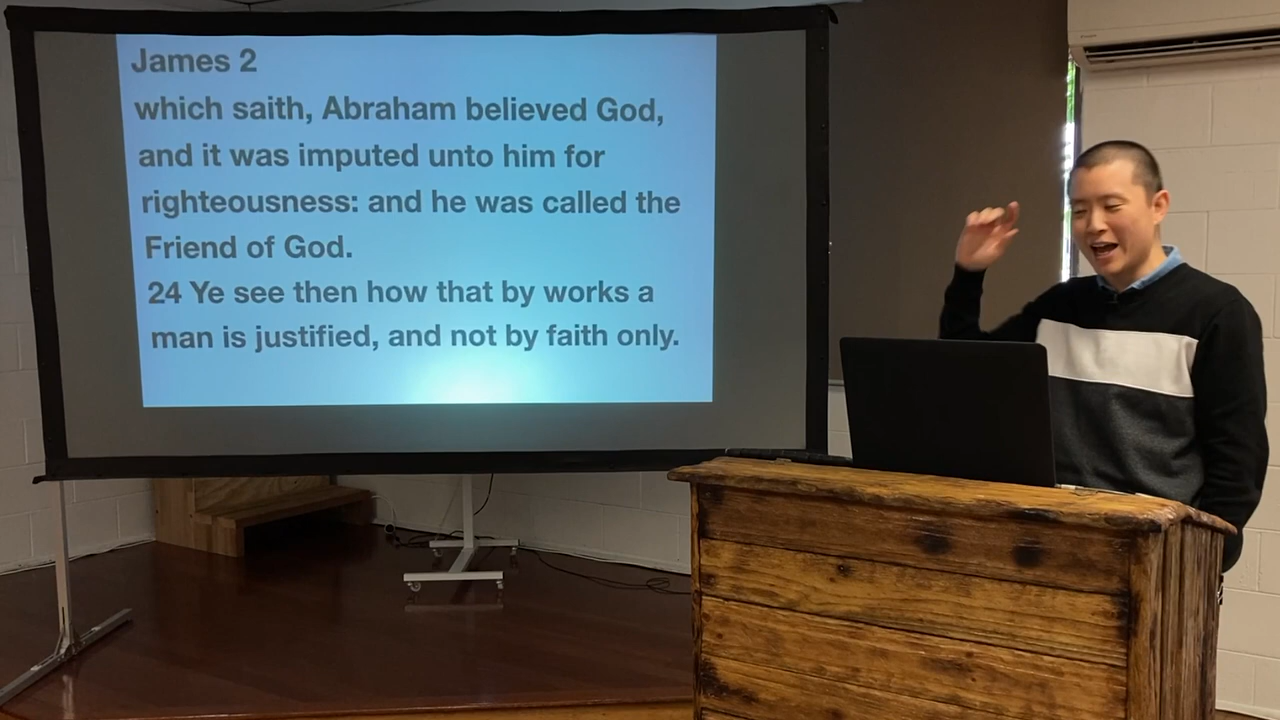 James 2
which saith, Abraham believed God,
and it was imputed unto him for
righteousness: and he was called the
Friend of God.
24 Ye see then how that by works a
man is justified, and not by faith only.